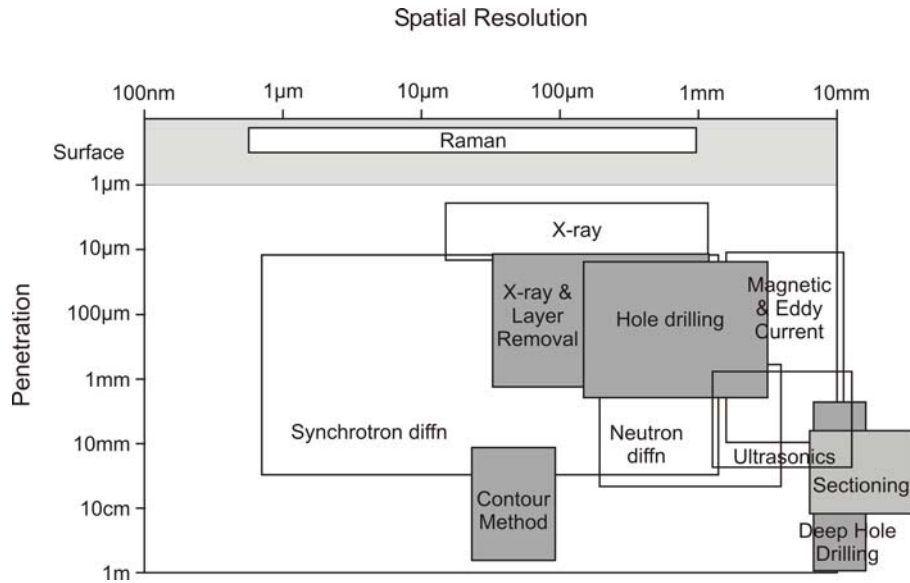 Spatial Resolution
100nm 1µm 10µm 100µm 1mm 10mm
Penetration
Surface
1µm
10µm
100µm
1mm
10mm
10cm
1m
Raman
X-ray
X-ray &
Layer
Removal
Hole drilling
Magnetic
& Eddy
Current
Synchrotron diffn
Neutron
diffn
Ultrasonics
Contour
Method
Sectioning
Deep Hole
Drilling